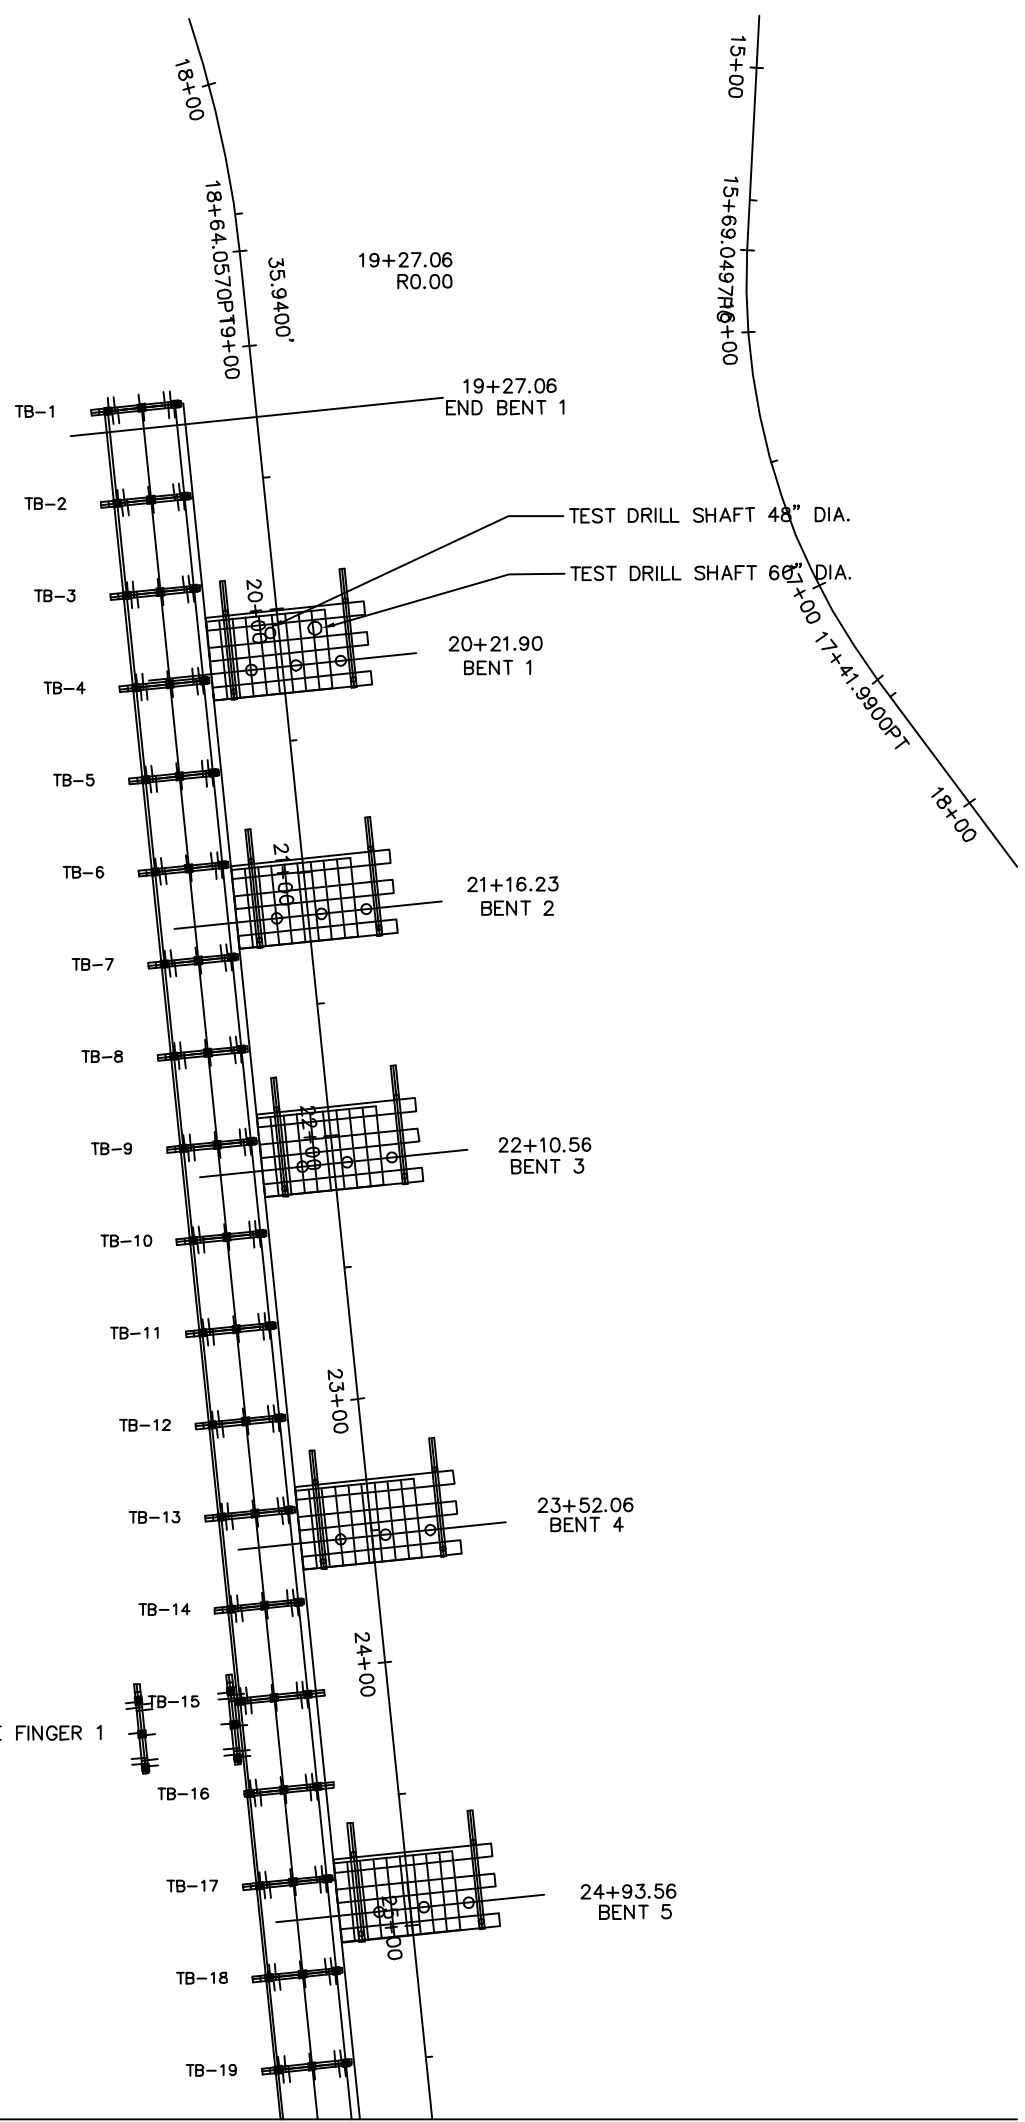 18+00
15+00
18+64.0570PT
35.9400'
19+27.06
R0.00
15+69.0497PC
16+00
19+00
19+27.06
END BENT 1
TB-1
TB-2
TEST DRILL SHAFT 48" DIA.
TEST DRILL SHAFT 60" DIA.
TB-3
20+00
17+00
20+21.90
BENT 1
TB-4
17+41.9900PT
TB-5
18+00
TB-6
21+00
21+16.23
BENT 2
TB-7
TB-8
TB-9
22+00
22+10.56
BENT 3
TB-10
TB-11
23+00
TB-12
TB-13
23+52.06
BENT 4
TB-14
24+00
TB-15
E FINGER 1
TB-16
TB-17
24+93.56
BENT 5
25+00
TB-18
TB-19